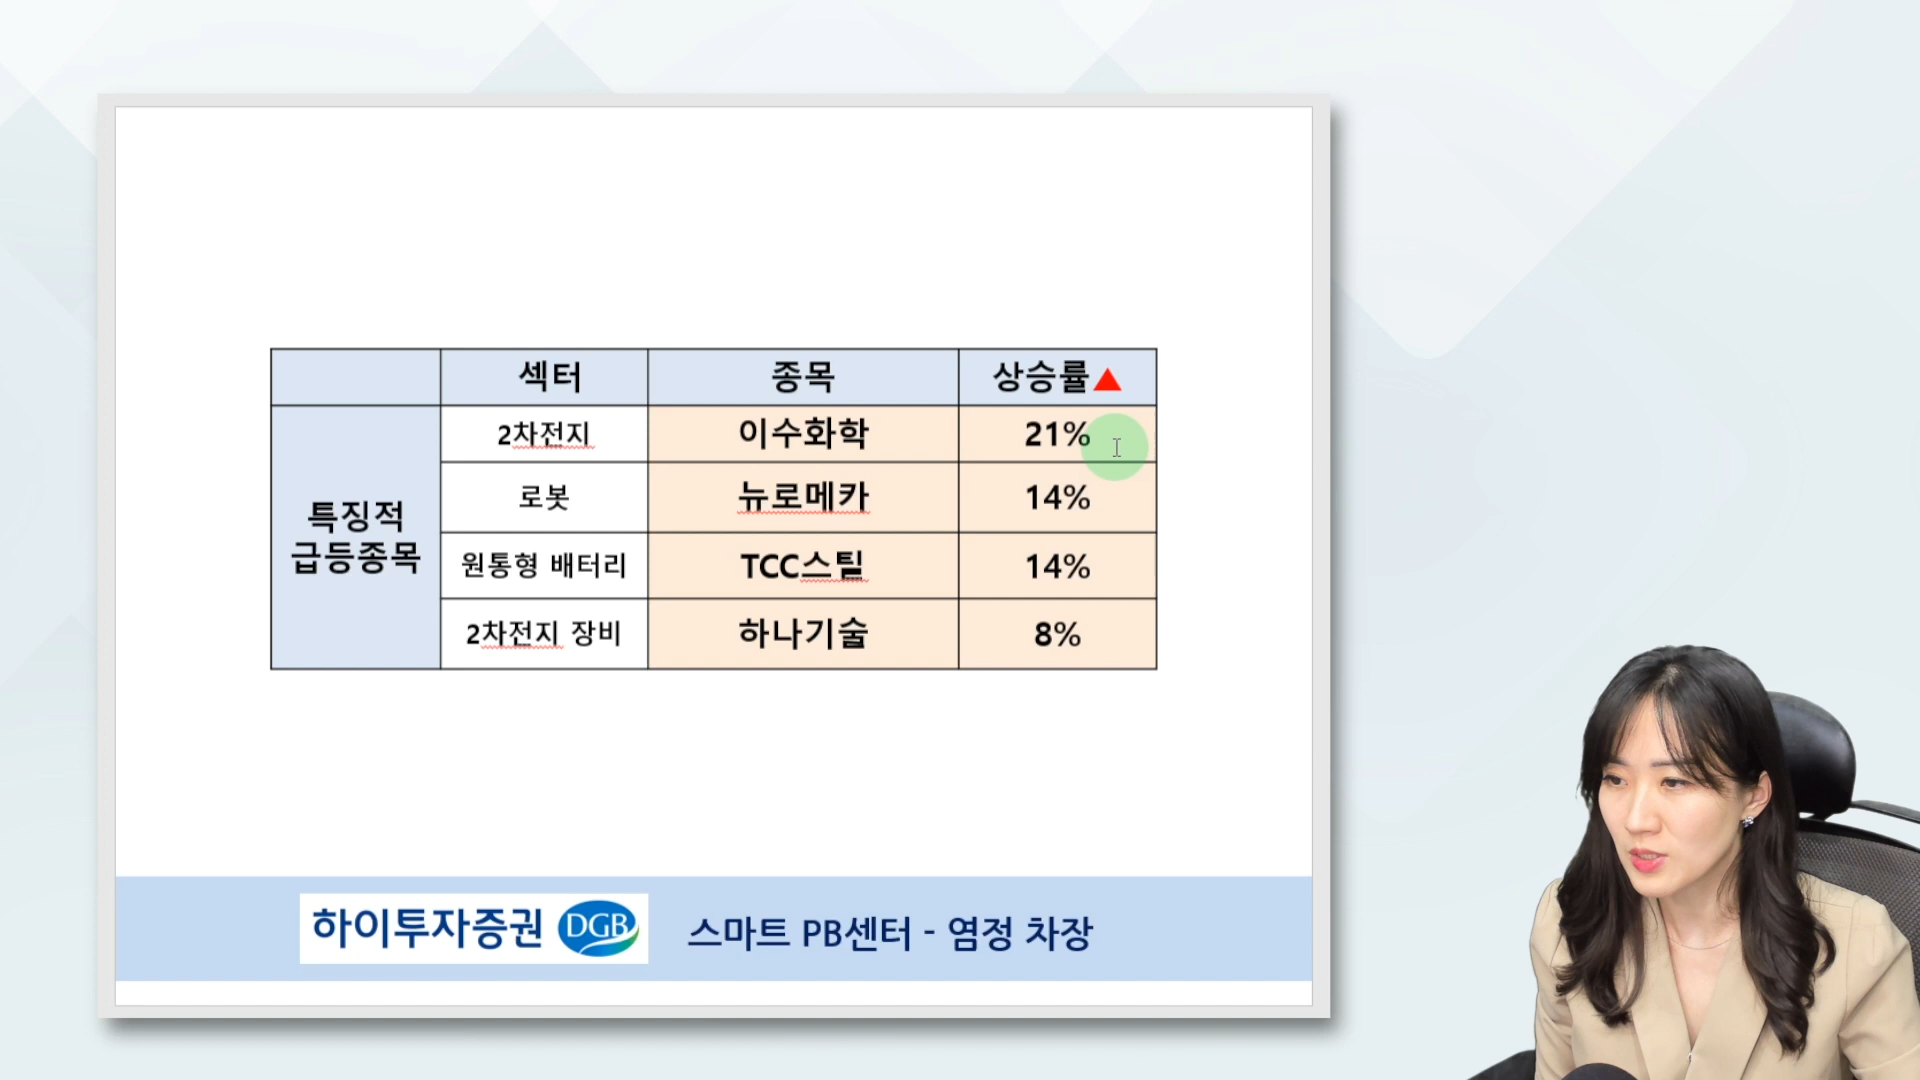 섹터 종목 상승률▲
특징적
급등종목
2차전지 이수화학 21%
로봇 뉴로메카 14%
원통형 배터리 TCC스틸 14%
2차전지 장비 하나기술 8%
하이투자증권 DGB 스마트 PB센터 - 염정 차장